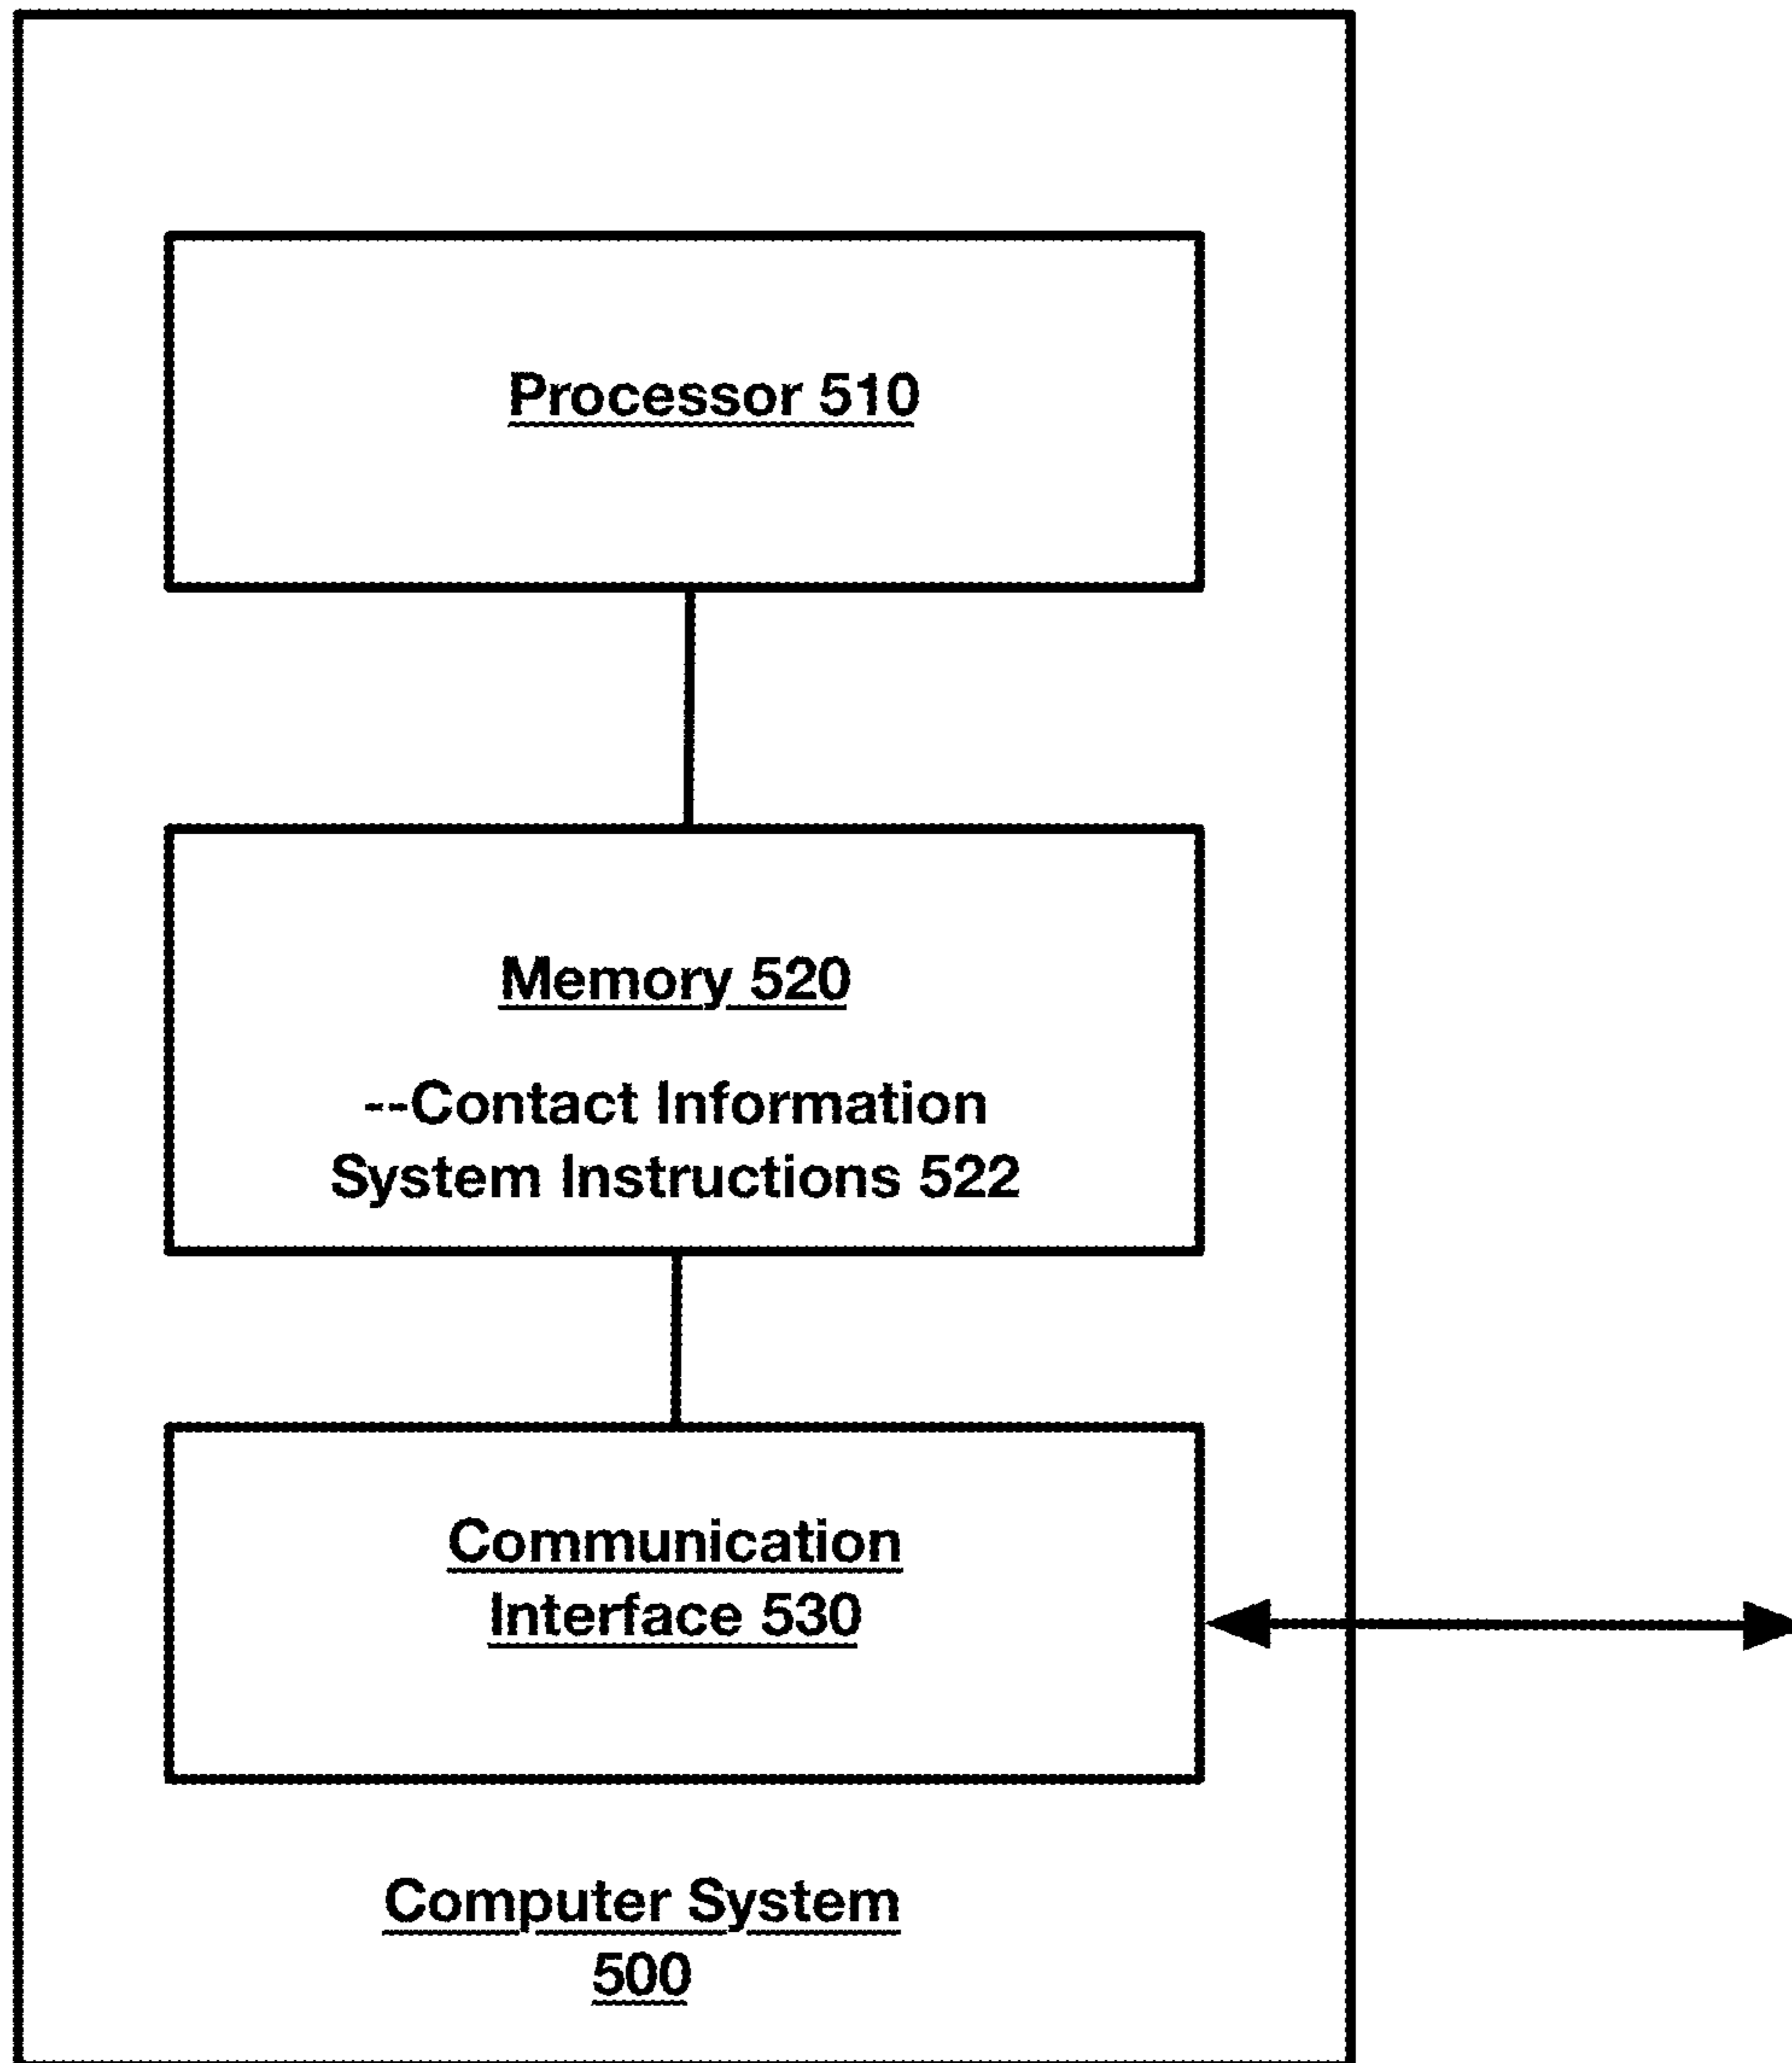 Processor 510
Memory 520
--Contact Information
System Instructions 522
Communication
Interface 530
Computer System
500